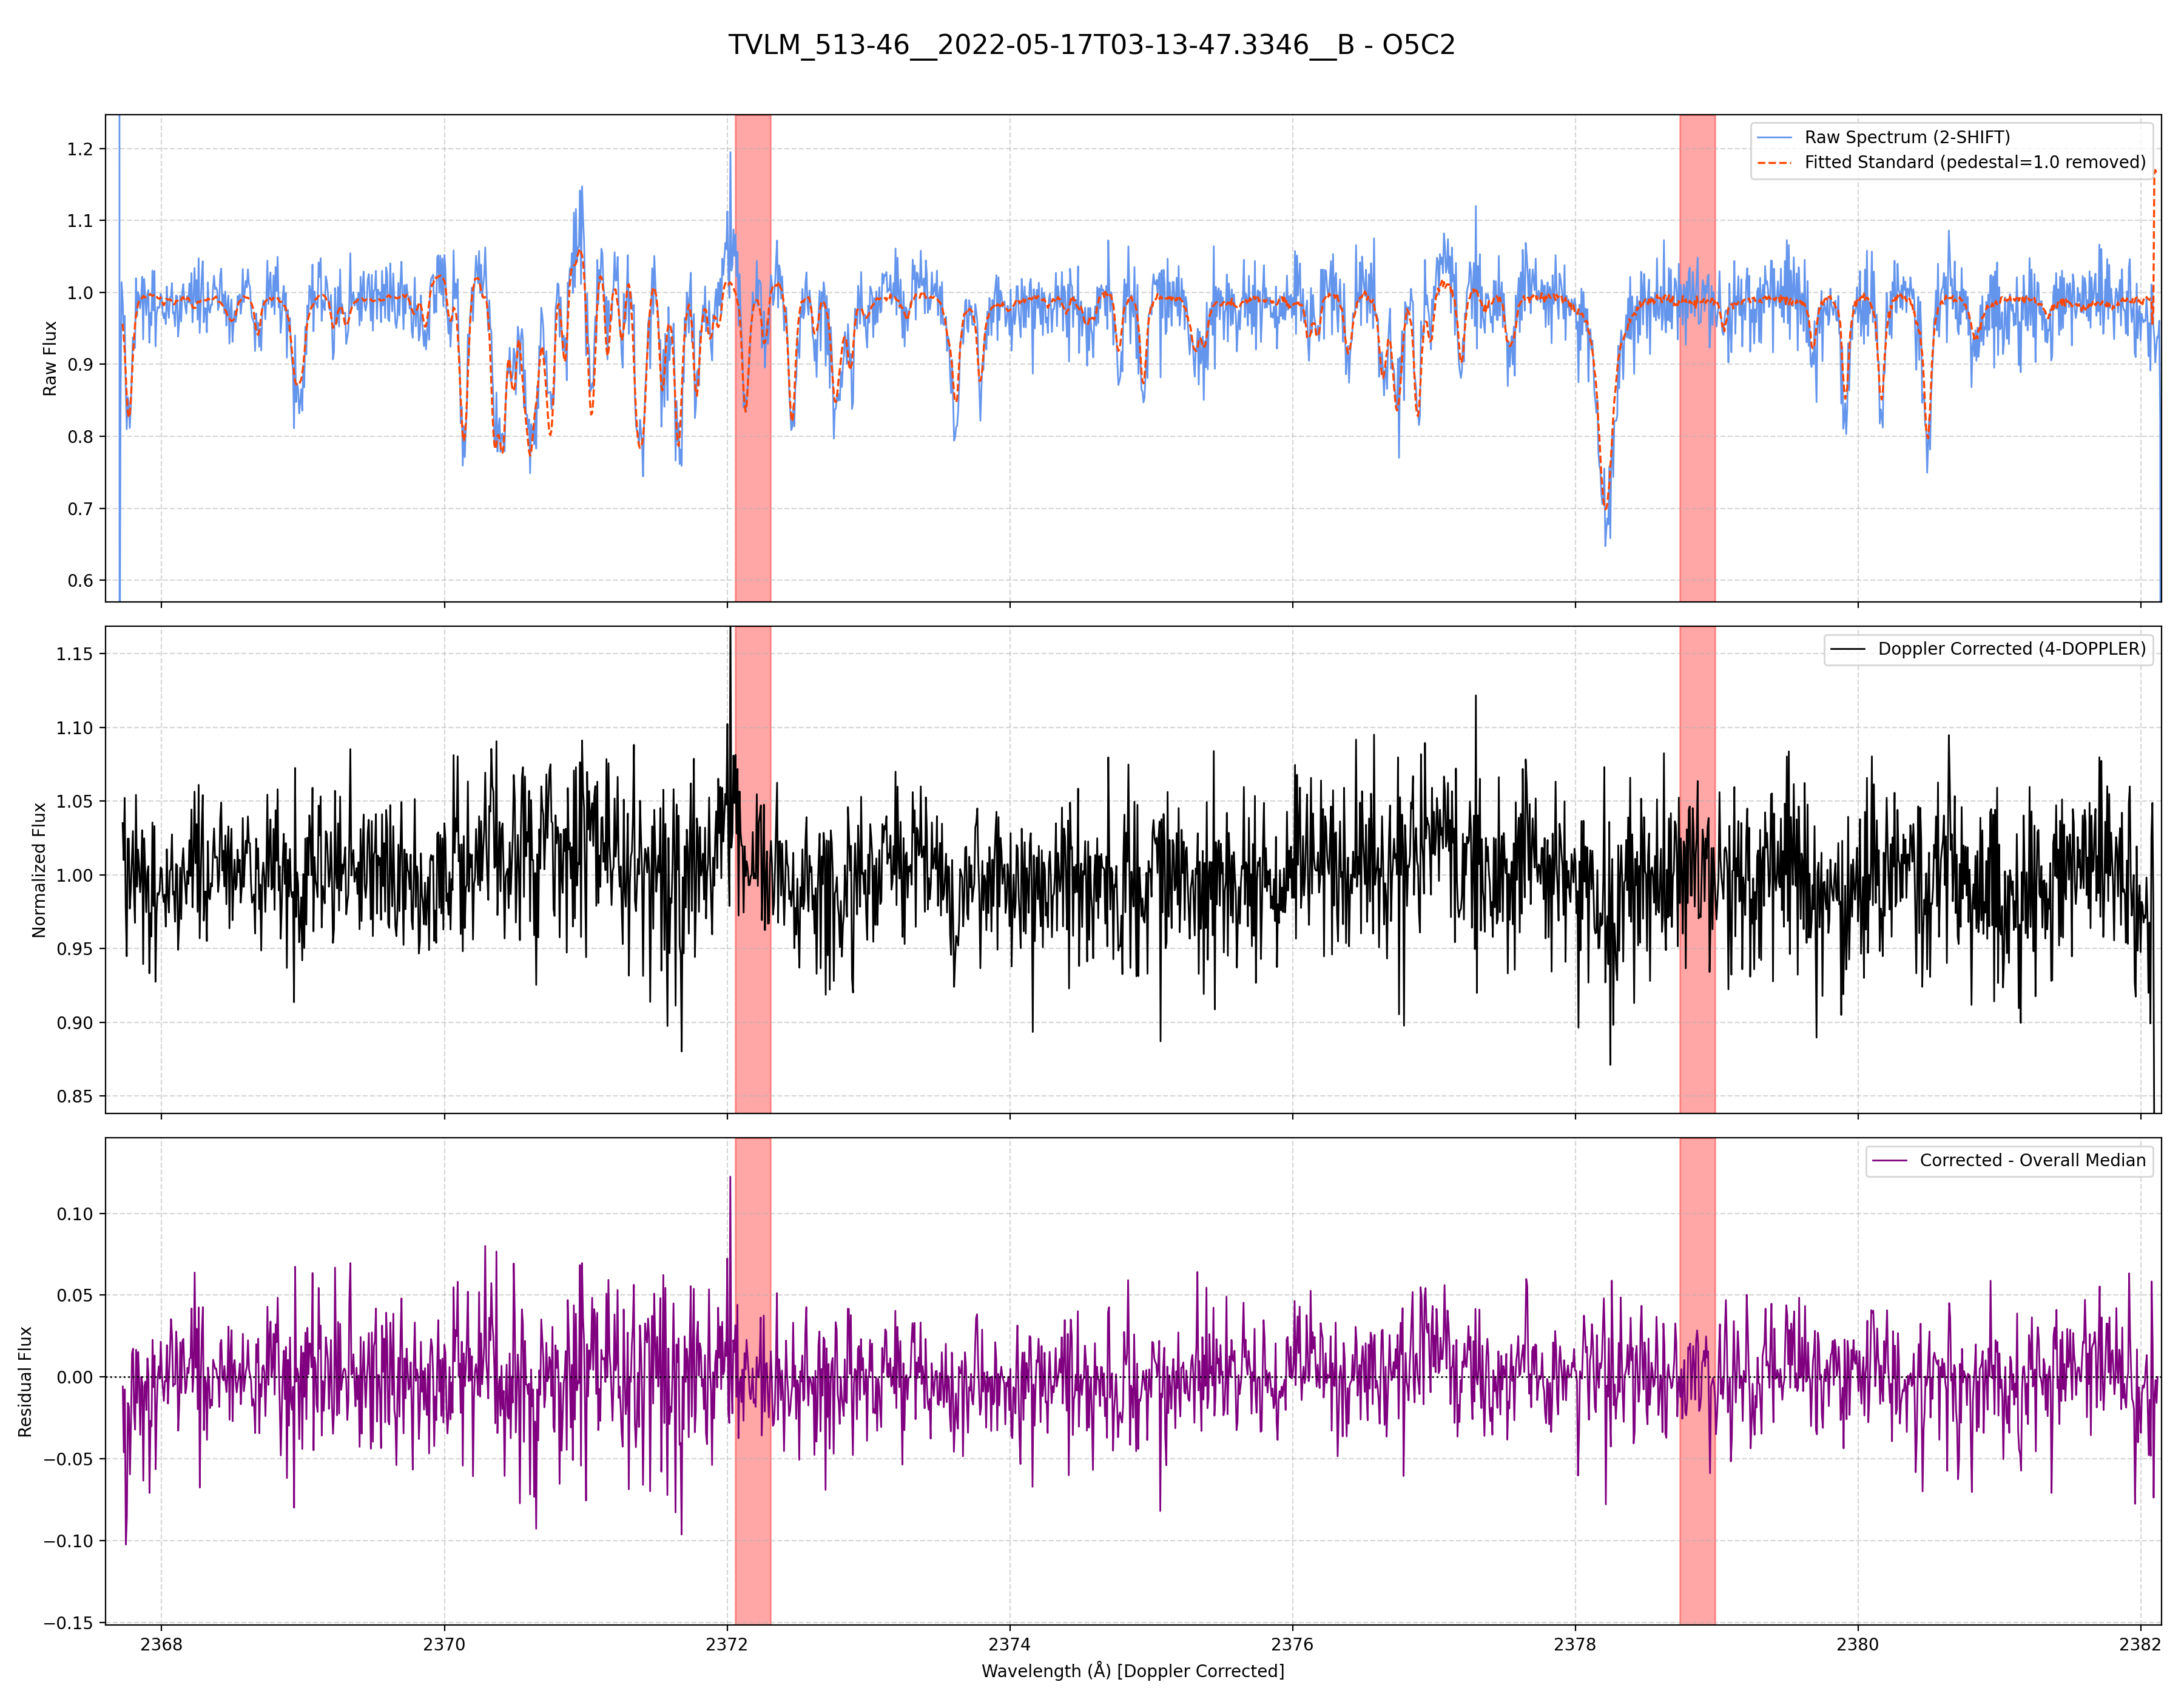 TVLM_513-46__2022-05-17T03-13-47.3346__B - O5C2
Raw Spectrum (2-SHIFT)
Fitted Standard (pedestal=1.0 removed)
Raw Flux
1.2
1.1
1.0
0.9
0.8
0.7
0.6
Doppler Corrected (4-DOPPLER)
Normalized Flux
1.15
1.10
1.05
1.00
0.95
0.90
0.85
Corrected - Overall Median
Residual Flux
0.10
0.05
0.00
−0.05
−0.10
−0.15
2368 2370 2372 2374 2376 2378 2380 2382
Wavelength (Å) [Doppler Corrected]